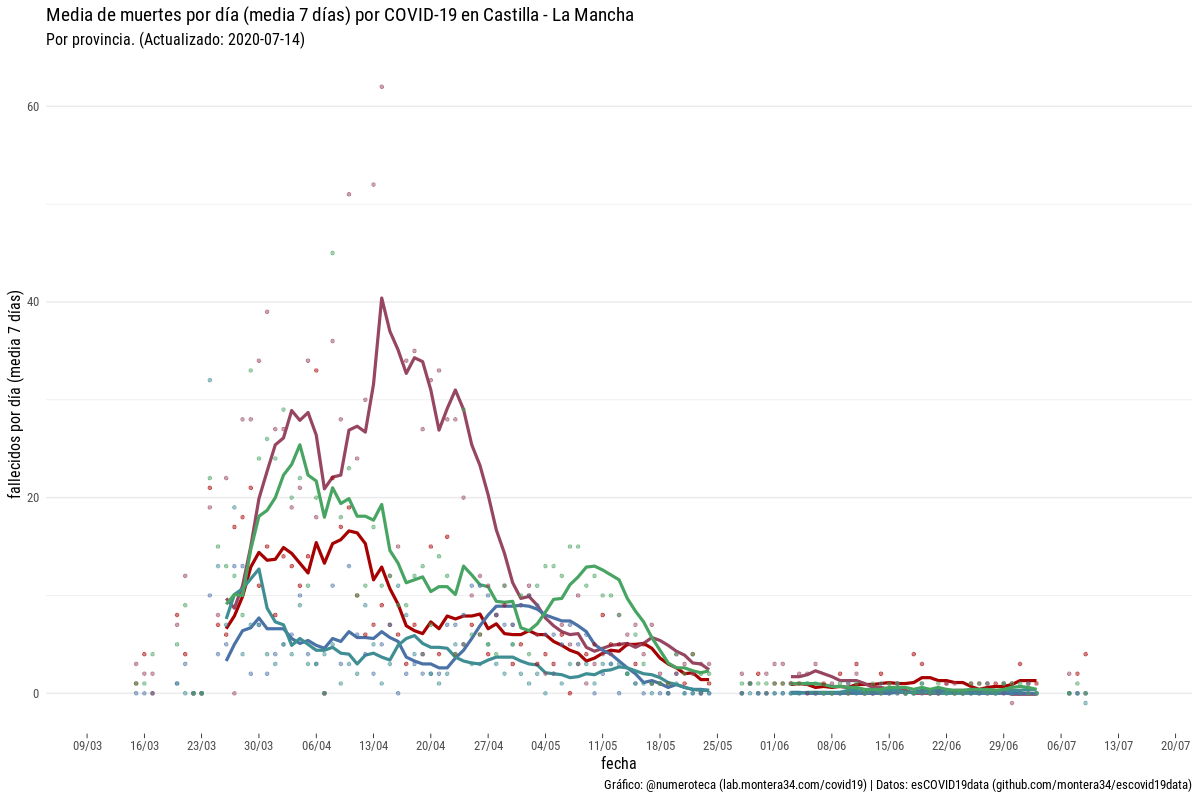 Media de muertes por día (media 7 días) por COVID-19 en Castilla - La Mancha
Por provincia. (Actualizado: 2020-07-14)
fallecidos por día (media 7 días)
60
40
20
0
09/03 16/03 23/03 30/03 06/04 13/04 20/04 27/04 04/05 11/05 18/05 25/05 01/06 08/06 15/06 22/06 29/06 06/07 13/07 20/07
fecha
Gráfico: @numeroteca (lab.montera34.com/covid19) | Datos: esCOVID19data (github.com/montera34/escovid19data)